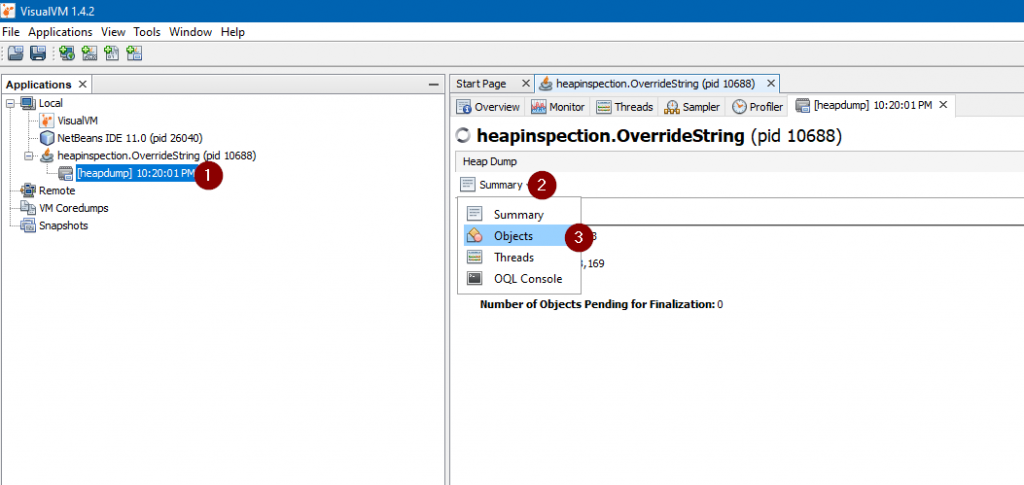 VisualVM 1.4.2
File Applications View Tools Window Help
Applications
Local
VisualVM
NetBeans IDE 11.0 (pid 26040)
heapinspection.OverrideString (pid 10688)
[heapdump] 10:20:01 PM
1
Remote
VM Coredumps
Snapshots
Start Page heapinspection.OverrideString (pid 10688)
Overview Monitor Threads Sampler Profiler [heapdump] 10:20:01 PM
heapinspection.OverrideString (pid 10688)
Heap Dump
Summary 2
Summary
Objects 3
Threads ,169
OQL Console
Number of Objects Pending for Finalization: 0